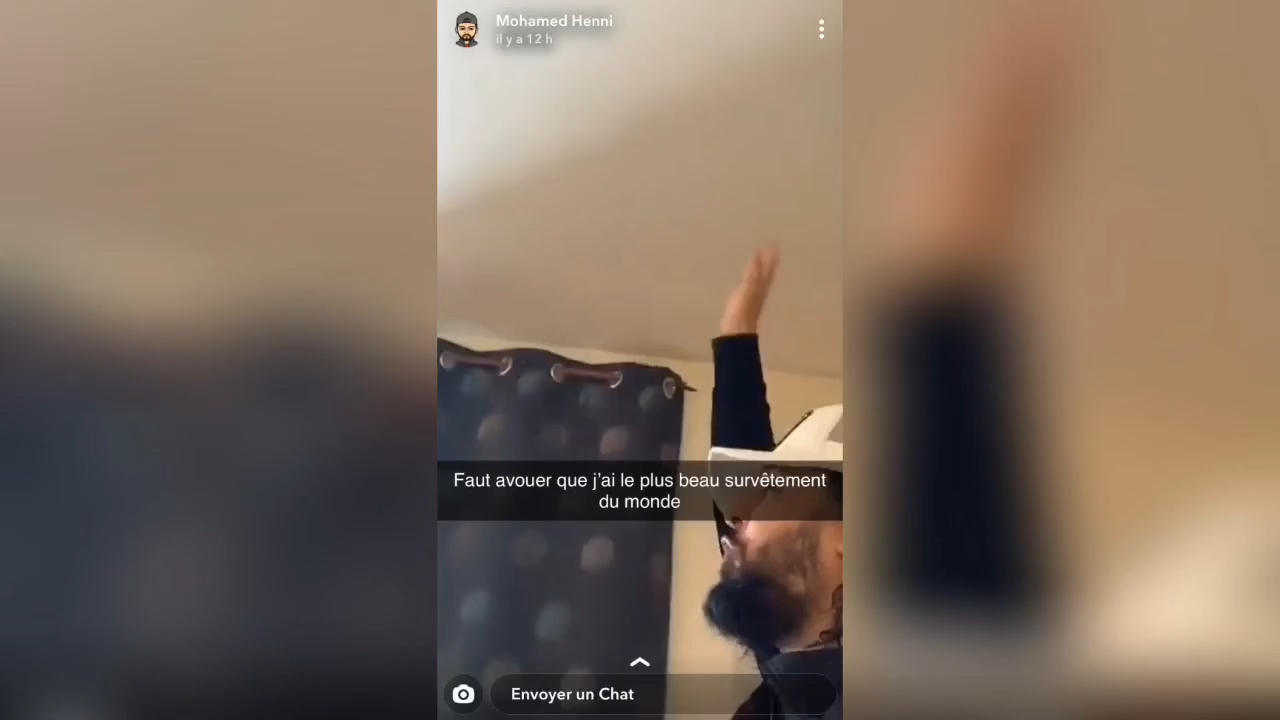 Mohamed Henni
il y a 12 h
Faut avouer que j'ai le plus beau survêtement
du monde
Envoyer un Chat